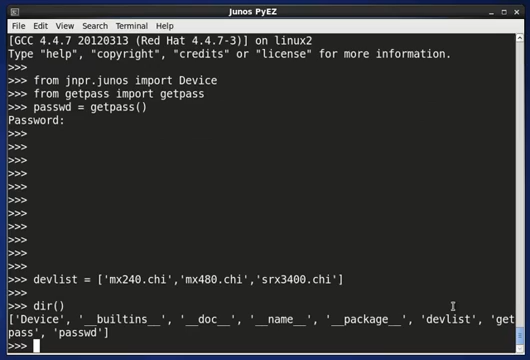 Junos PyEZ
File Edit View Search Terminal Help
[GCC 4.4.7 20120313 (Red Hat 4.4.7-3)] on linux2
Type "help", "copyright", "credits" or "license" for more information.
>>>
>>> from jnpr.junos import Device
>>> from getpass import getpass
>>> passwd = getpass()
Password:
>>>
>>>
>>>
>>>
>>>
>>>
>>>
>>>
>>>
>>>
>>>
>>> devlist = ['mx240.chi','mx480.chi','srx3400.chi']
>>>
>>> dir()
['Device', '__builtins__', '__doc__', '__name__', '__package__', 'devlist', 'get
pass', 'passwd']
>>>